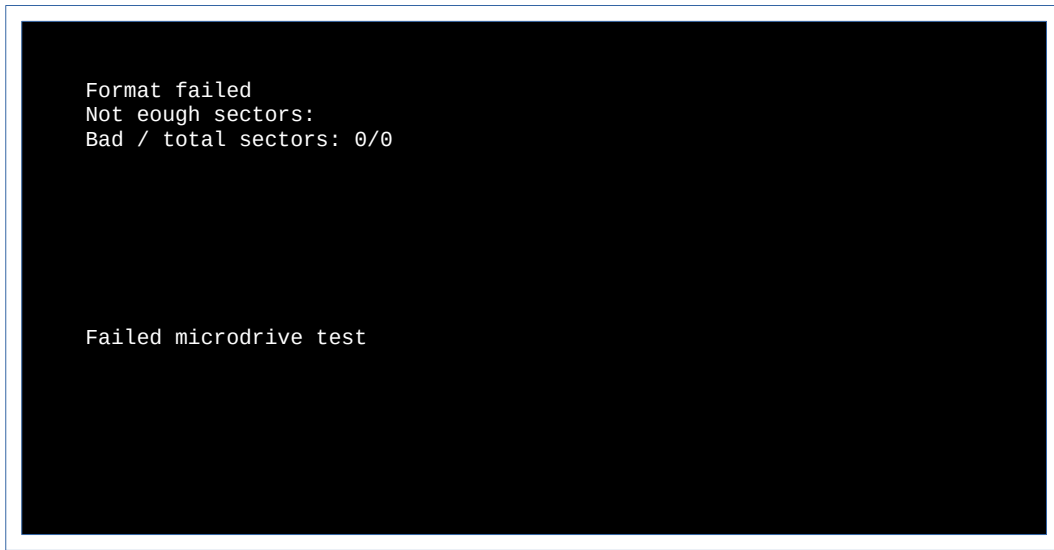 Format failed
Not eough sectors:
Bad / total sectors: 0/0
Failed microdrive test